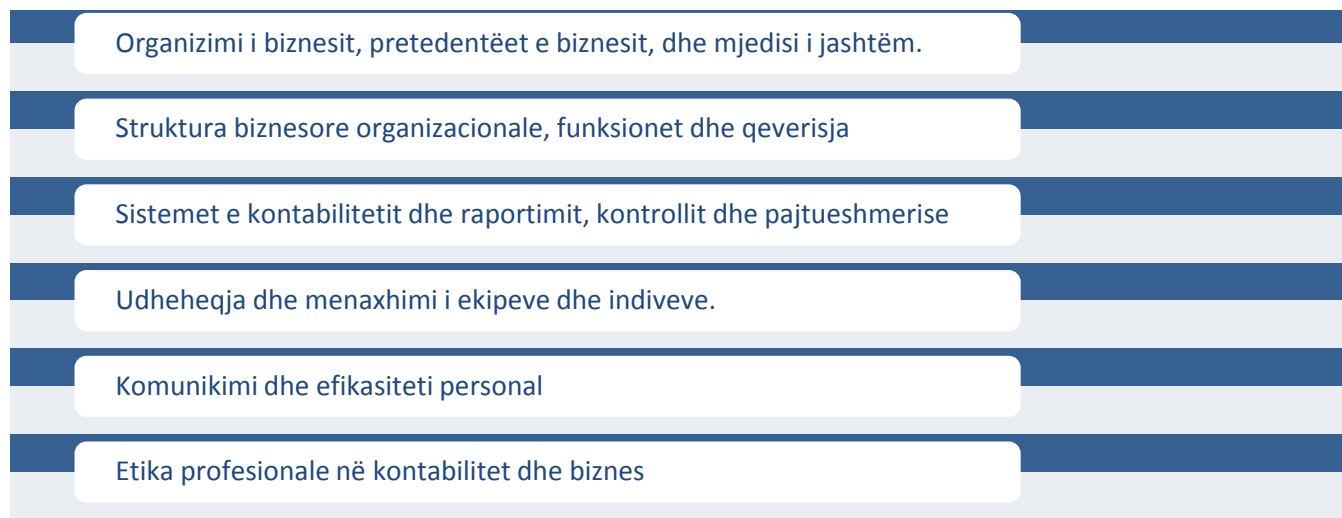 Organizimi i biznesit, pretedentëet e biznesit, dhe mjedisi i jashtëm.
Struktura biznesore organizacionale, funksionet dhe qeverisja
Sistemet e kontabilitetit dhe raportimit, kontrollit dhe pajtueshmerise
Udheheqja dhe menaxhimi i ekipeve dhe indiveve.
Komunikimi dhe efikasiteti personal
Etika profesionale në kontabilitet dhe biznes